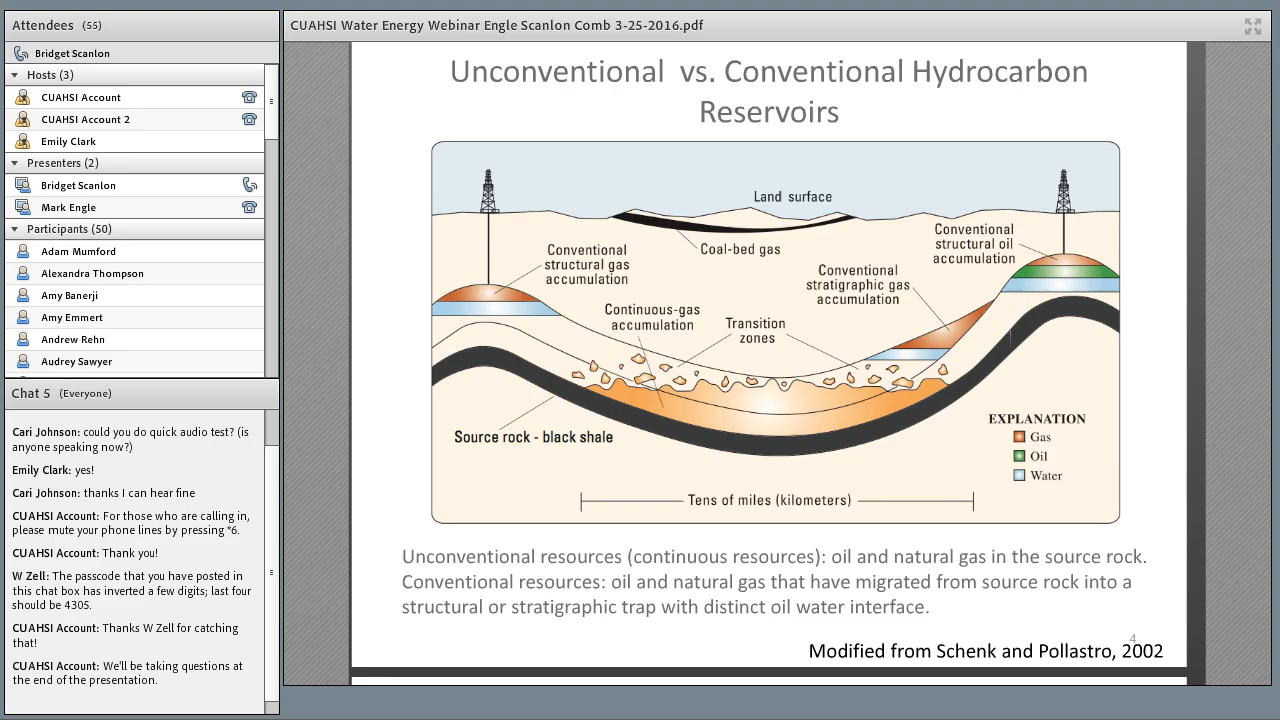 Attendees (55)
Bridget Scanlon
Hosts (3)
CUAHSI Account
CUAHSI Account 2
Emily Clark
Presenters (2)
Bridget Scanlon
Mark Engle
Participants (50)
Adam Mumford
Alexandra Thompson
Amy Banerji
Amy Emmert
Andrew Rehn
Audrey Sawyer
Chat 5 (Everyone)
Cari Johnson: could you do quick audio test? (is
anyone speaking now?)
Emily Clark: yes!
Cari Johnson: thanks I can hear fine
CUAHSI Account: For those who are calling in,
please mute your phone lines by pressing *6.
CUAHSI Account: Thank you!
W Zell: The passcode that you have posted in
this chat box has inverted a few digits; last four
should be 4305.
CUAHSI Account: Thanks W Zell for catching
that!
CUAHSI Account: We'll be taking questions at
the end of the presentation.
CUAHSI Water Energy Webinar Engle Scanlon Comb 3-25-2016.pdf
Unconventional vs. Conventional Hydrocarbon
Reservoirs
Land surface
Coal-bed gas
Conventional
structural gas
accumulation
Continuous-gas
accumulation
Transition
zones
Conventional
stratigraphic gas
accumulation
Conventional
structural oil
accumulation
Source rock - black shale
EXPLANATION
Gas
Oil
Water
Tens of miles (kilometers)
Unconventional resources (continuous resources): oil and natural gas in the source rock.
Conventional resources: oil and natural gas that have migrated from source rock into a
structural or stratigraphic trap with distinct oil water interface.
4
Modified from Schenk and Pollastro, 2002